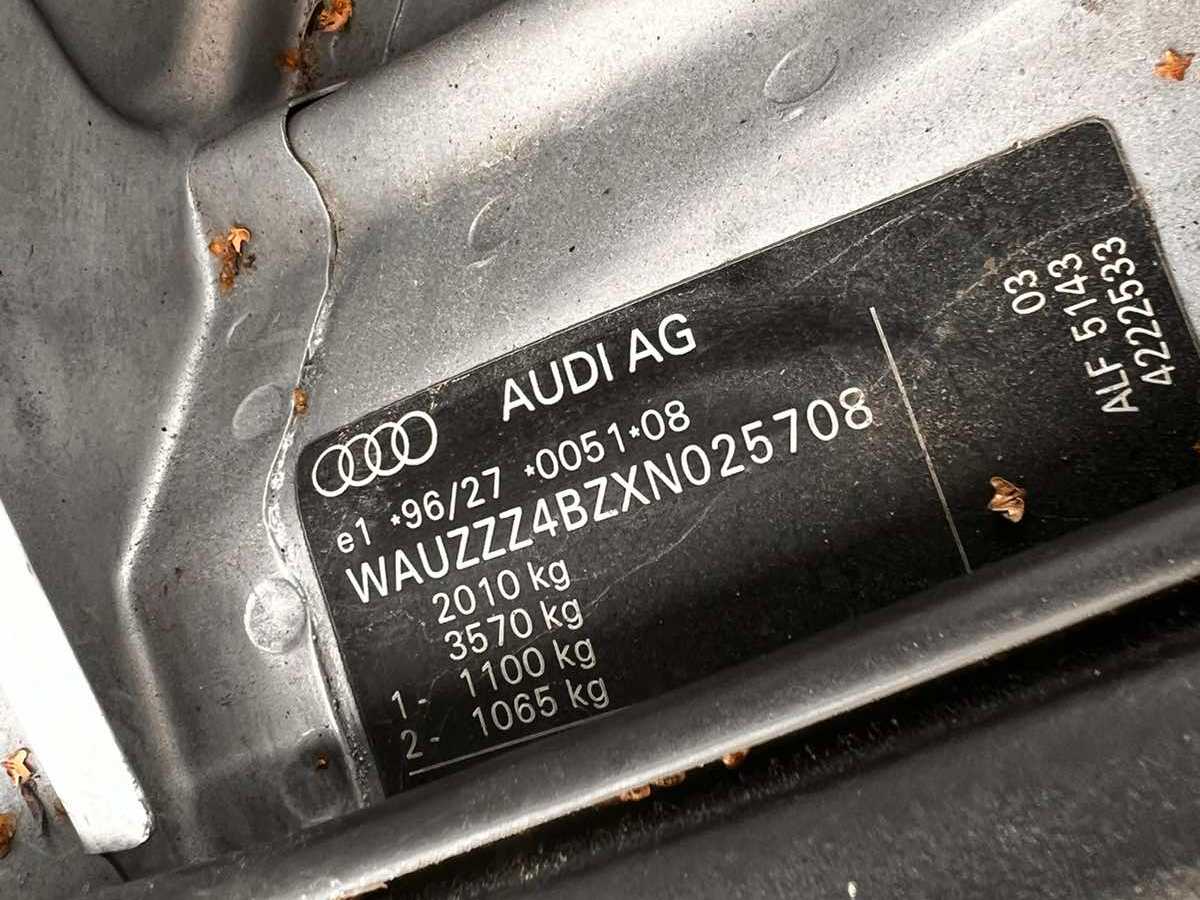 AUDI AG
e1 *96/27 *0051*08
WAUZZZ4BZXN025708
2010 kg
3570 kg
1- 1100 kg
2- 1065 kg
03
ALF 5143
4222533